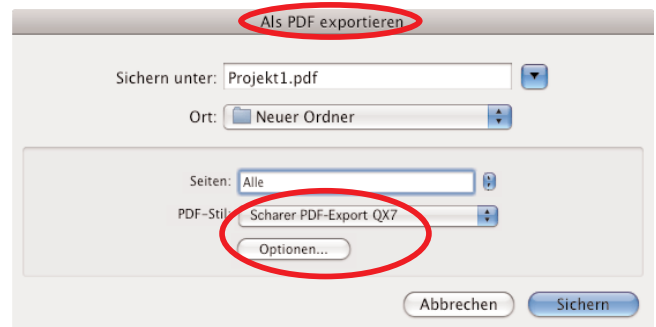 Als PDF exportieren
Sichern unter: Projekt1.pdf
Ort: Neuer Ordner
Seiten: Alle
PDF-Stil: Scharer PDF-Export QX7
Optionen...
Abbrechen Sichern